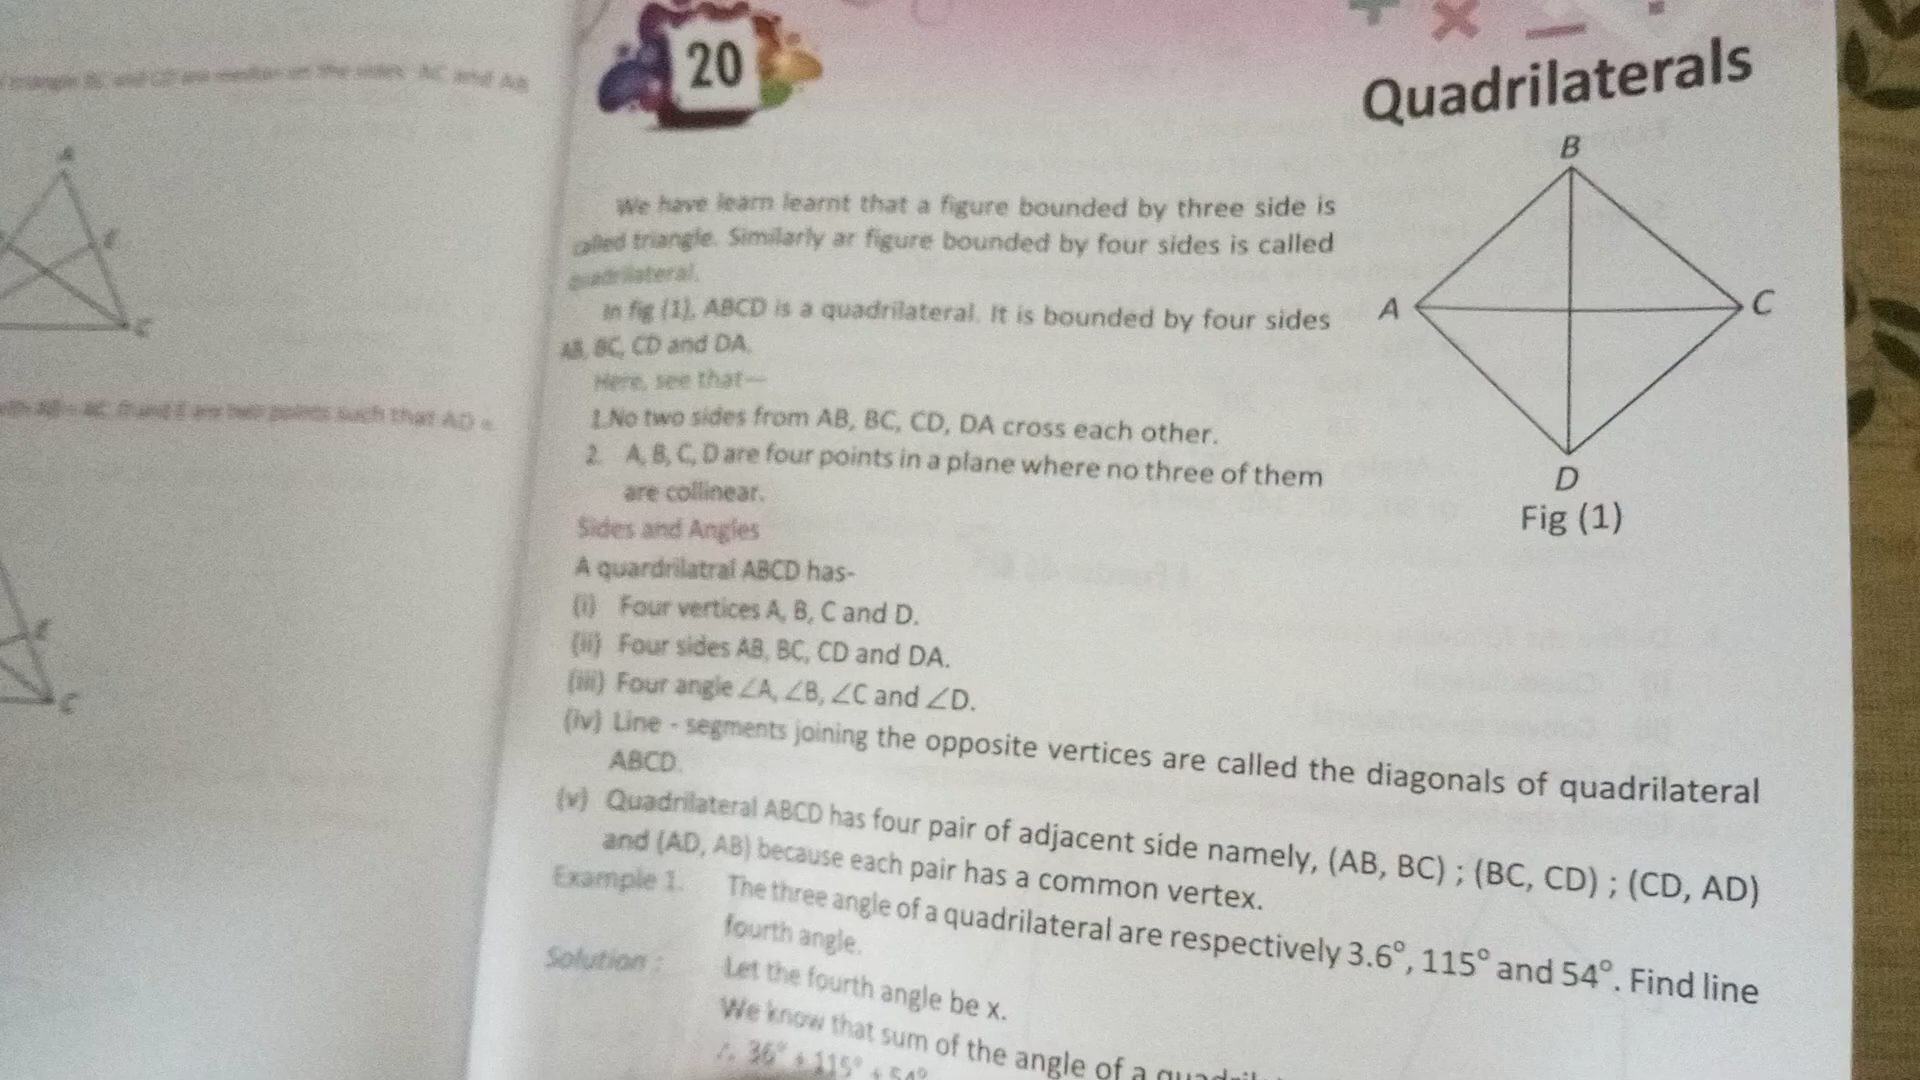 20
Quadrilaterals
We have learn learnt that a figure bounded by three side is
called triangle. Similarly ar figure bounded by four sides is called
quadrilateral.
In fig (1), ABCD is a quadrilateral. It is bounded by four sides
AB, BC, CD and DA.
Here, see that—
1.No two sides from AB, BC, CD, DA cross each other.
2. A, B, C, D are four points in a plane where no three of them
are collinear.
B
A
C
D
Fig (1)
Sides and Angles
A quardrilatral ABCD has-
(i) Four vertices A, B, C and D.
(ii) Four sides AB, BC, CD and DA.
(iii) Four angle ∠A, ∠B, ∠C and ∠D.
(iv) Line - segments joining the opposite vertices are called the diagonals of quadrilateral
ABCD.
(v) Quadrilateral ABCD has four pair of adjacent side namely, (AB, BC) ; (BC, CD) ; (CD, AD)
and (AD, AB) because each pair has a common vertex.
Example 1. The three angle of a quadrilateral are respectively 3.6°, 115° and 54°. Find line
fourth angle.
Solution : Let the fourth angle be x.
We know that sum of the angle of a
∴ 36° + 115° + 54°
A
E
C
two points such that AD =
E
C